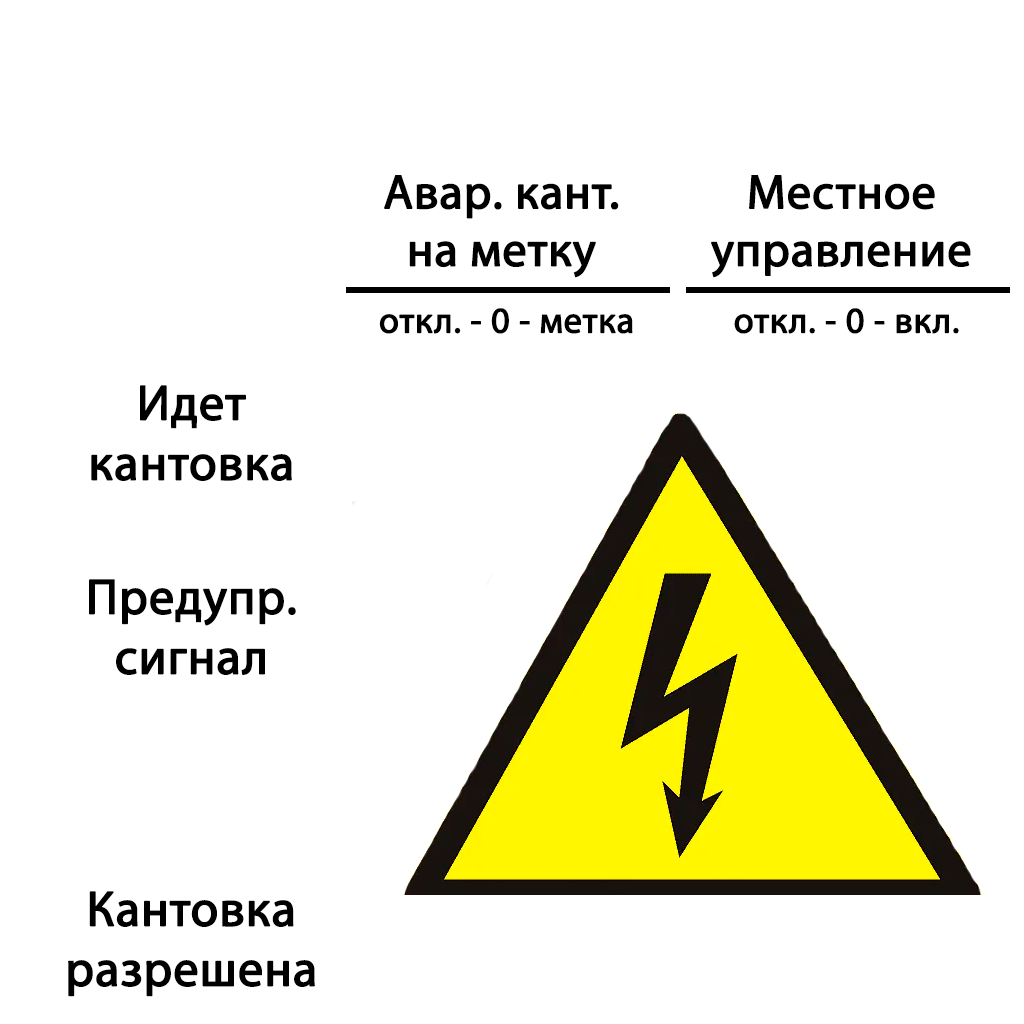 Авар. кант.
на метку
откл. - 0 - метка
Местное
управление
откл. - 0 - вкл.
Идет
кантовка
Предупр.
сигнал
Кантовка
разрешена